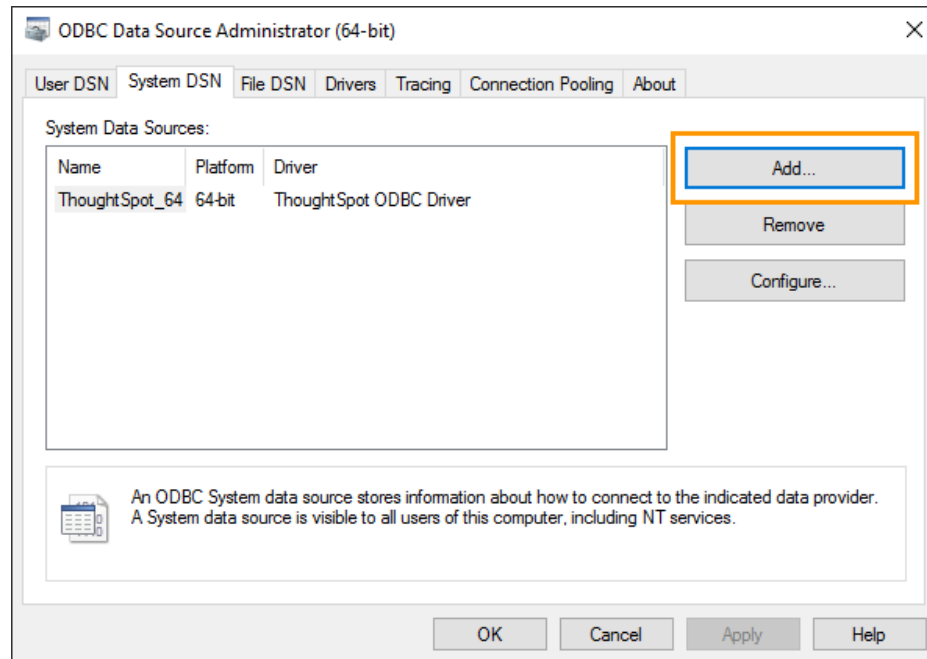 ODBC Data Source Administrator (64-bit)
User DSN System DSN File DSN Drivers Tracing Connection Pooling About
System Data Sources:
Name Platform Driver
ThoughtSpot_64 64-bit ThoughtSpot ODBC Driver
Add...
Remove
Configure...
An ODBC System data source stores information about how to connect to the indicated data provider.
A System data source is visible to all users of this computer, including NT services.
OK Cancel Apply Help